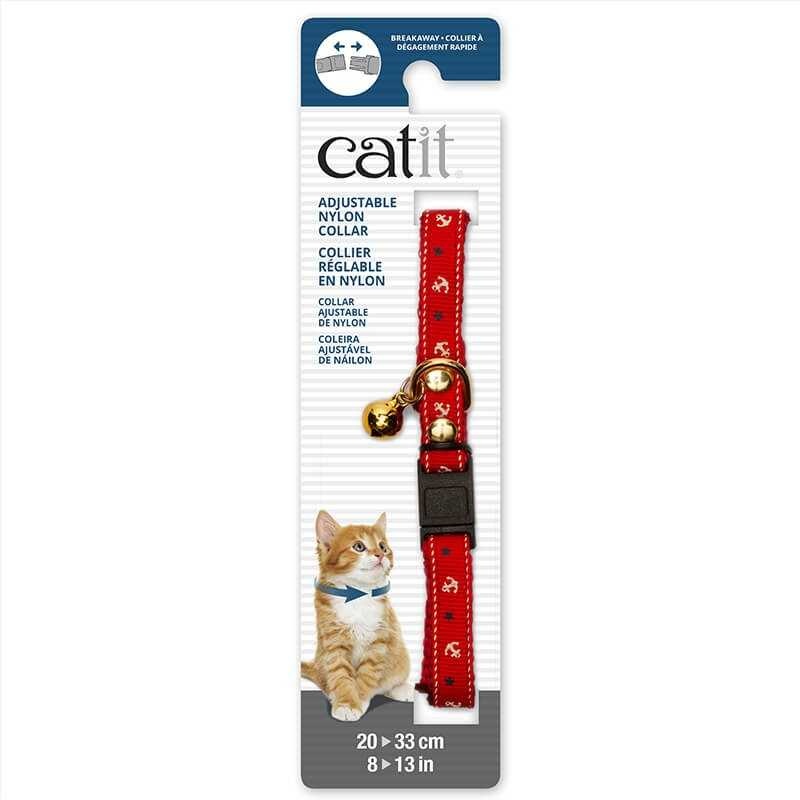 BREAKAWAY • COLLIER À
DÉGAGEMENT RAPIDE
catit®
ADJUSTABLE
NYLON
COLLAR
COLLIER
RÉGLABLE
EN NYLON
COLLAR
AJUSTABLE
DE NYLON
COLEIRA
AJUSTÁVEL
DE NÁILON
20 ▸ 33 cm
8 ▸ 13 in